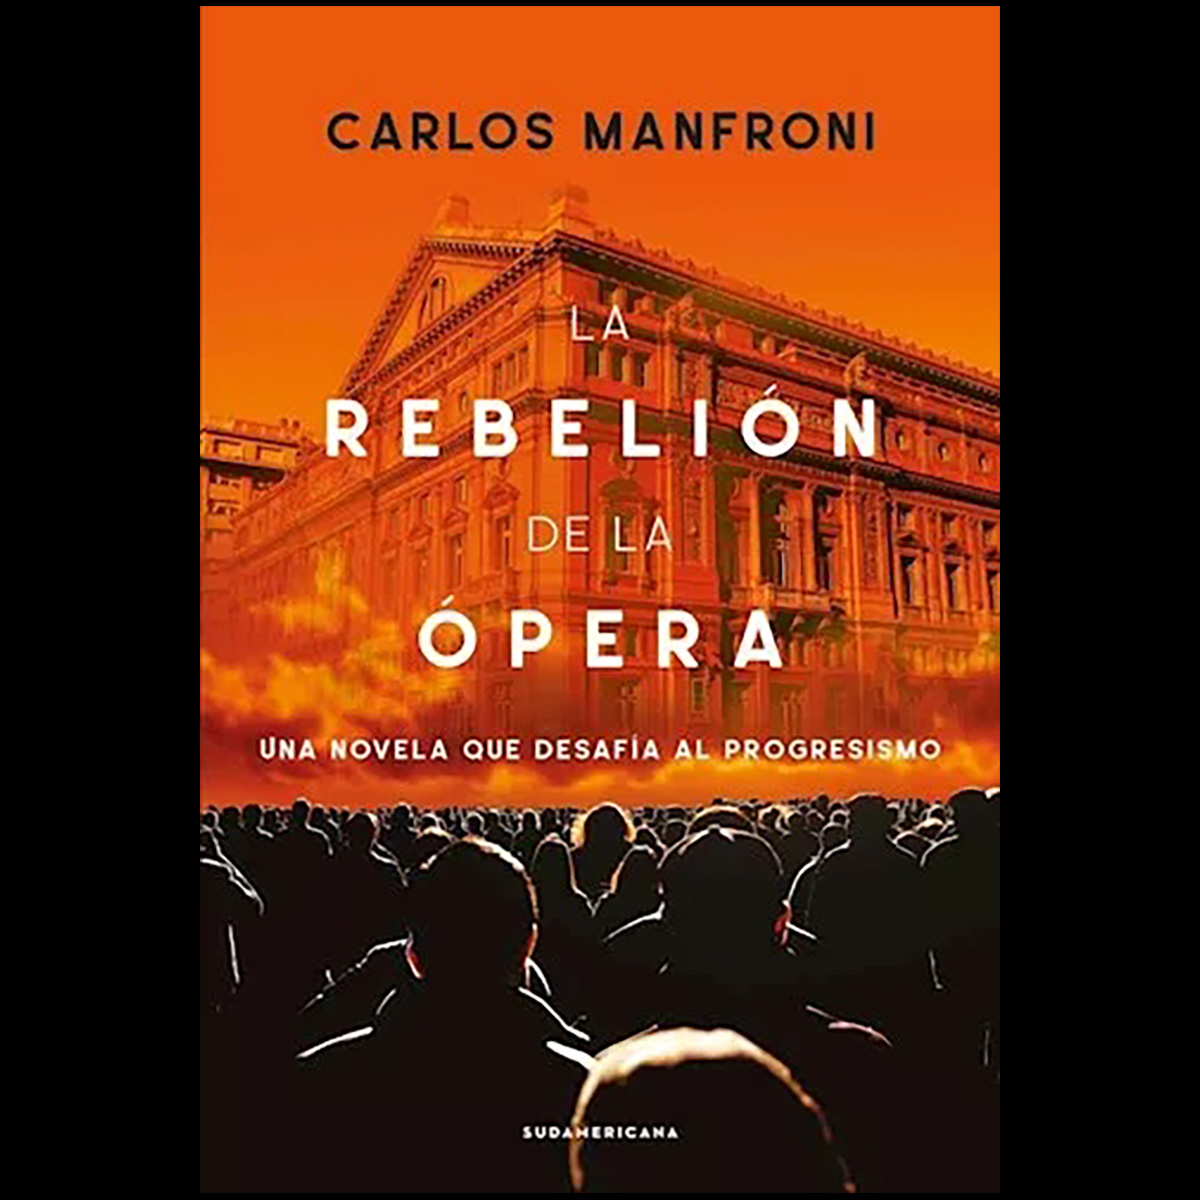 CARLOS MANFRONI
LA
REBELIÓN
DE LA
ÓPERA
UNA NOVELA QUE DESAFÍA AL PROGRESISMO
SUDAMERICANA